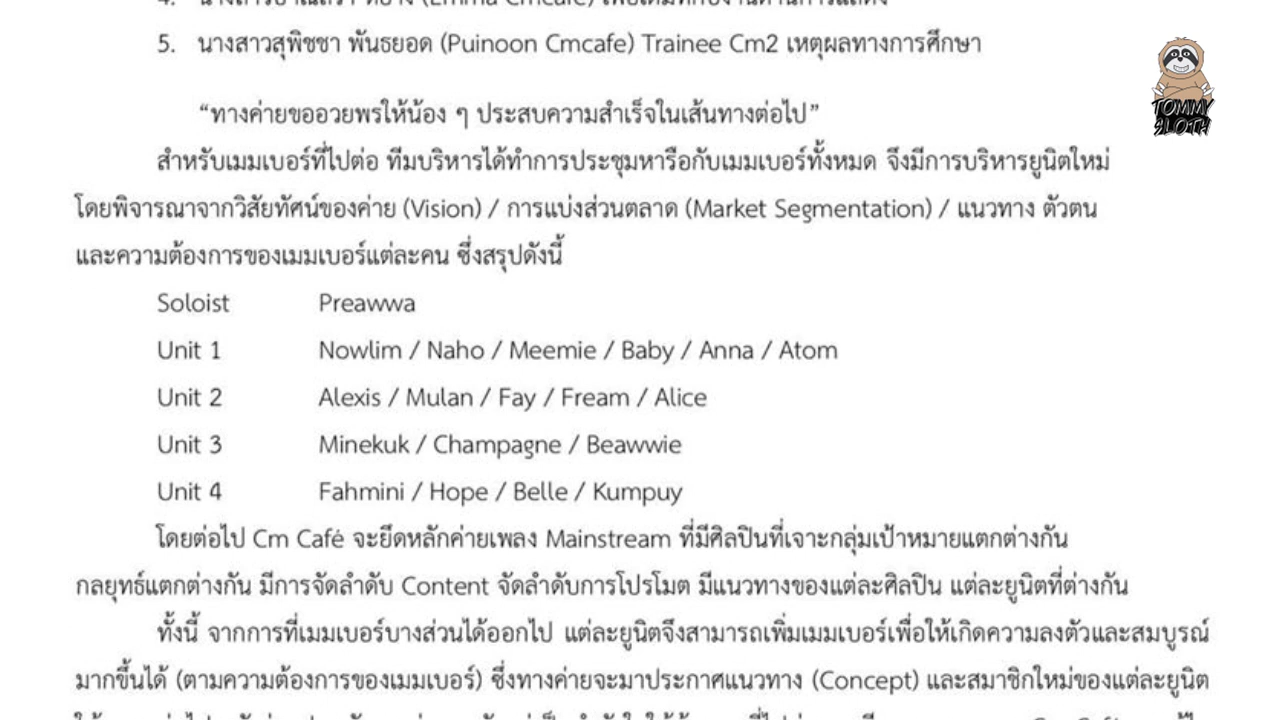 (Emma Cmcafe)
5. นางสาวสุพิชชา พันธยอด (Puinoon Cmcafe) Trainee Cm2 เหตุผลทางการศึกษา
TOMMY
SLOTH
“ทางค่ายขออวยพรให้น้อง ๆ ประสบความสำเร็จในเส้นทางต่อไป”
สำหรับเมมเบอร์ที่ไปต่อ ทีมบริหารได้ทำการประชุมหารือกับเมมเบอร์ทั้งหมด จึงมีการบริหารยูนิตใหม่
โดยพิจารณาจากวิสัยทัศน์ของค่าย (Vision) / การแบ่งส่วนตลาด (Market Segmentation) / แนวทาง ตัวตน
และความต้องการของเมมเบอร์แต่ละคน ซึ่งสรุปดังนี้
Soloist Preawwa
Unit 1 Nowlim / Naho / Meemie / Baby / Anna / Atom
Unit 2 Alexis / Mulan / Fay / Fream / Alice
Unit 3 Minekuk / Champagne / Beawwie
Unit 4 Fahmini / Hope / Belle / Kumpuy
โดยต่อไป Cm Café จะยึดหลักค่ายเพลง Mainstream ที่มีศิลปินที่เจาะกลุ่มเป้าหมายแตกต่างกัน
กลยุทธ์แตกต่างกัน มีการจัดลำดับ Content จัดลำดับการโปรโมต มีแนวทางของแต่ละศิลปิน แต่ละยูนิตที่ต่างกัน
ทั้งนี้ จากการที่เมมเบอร์บางส่วนได้ออกไป แต่ละยูนิตจึงสามารถเพิ่มเมมเบอร์เพื่อให้เกิดความลงตัวและสมบูรณ์
มากขึ้นได้ (ตามความต้องการของเมมเบอร์) ซึ่งทางค่ายจะมาประกาศแนวทาง (Concept) และสมาชิกใหม่ของแต่ละยูนิต